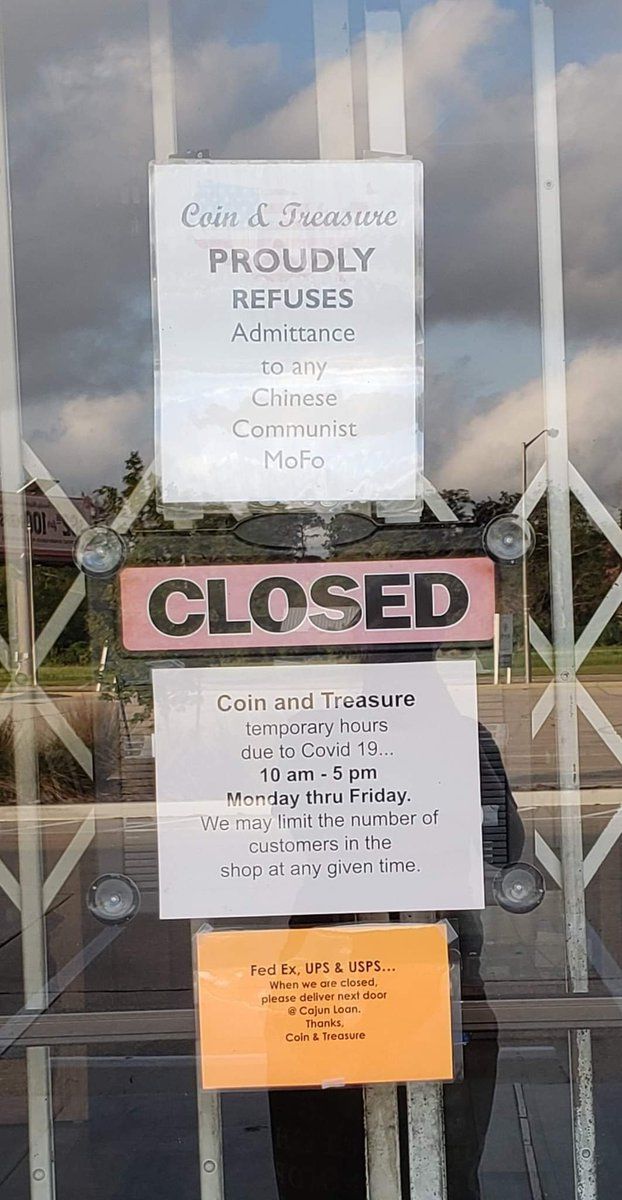 Coin & Treasure
PROUDLY
REFUSES
Admittance
to any
Chinese
Communist
MoFo
CLOSED
Coin and Treasure
temporary hours
due to Covid 19...
10 am - 5 pm
Monday thru Friday.
We may limit the number of
customers in the
shop at any given time.
Fed Ex, UPS & USPS...
When we are closed,
please deliver next door
@ Cajun Loan.
Thanks,
Coin & Treasure